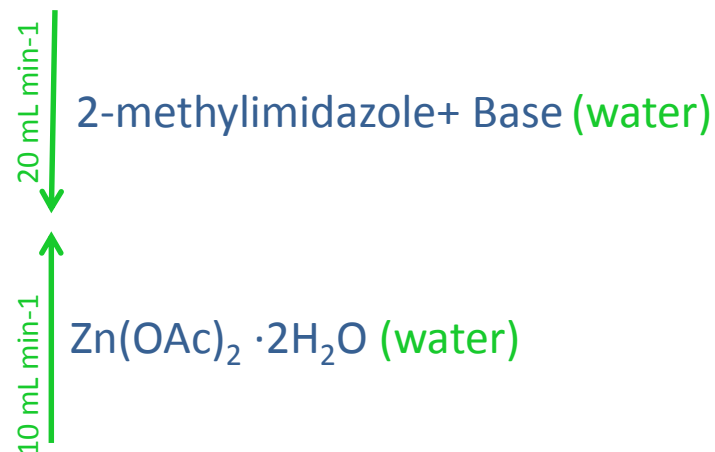 20 mL min-1
2-methylimidazole+ Base (water)
10 mL min-1
Zn(OAc)₂ ·2H₂O (water)